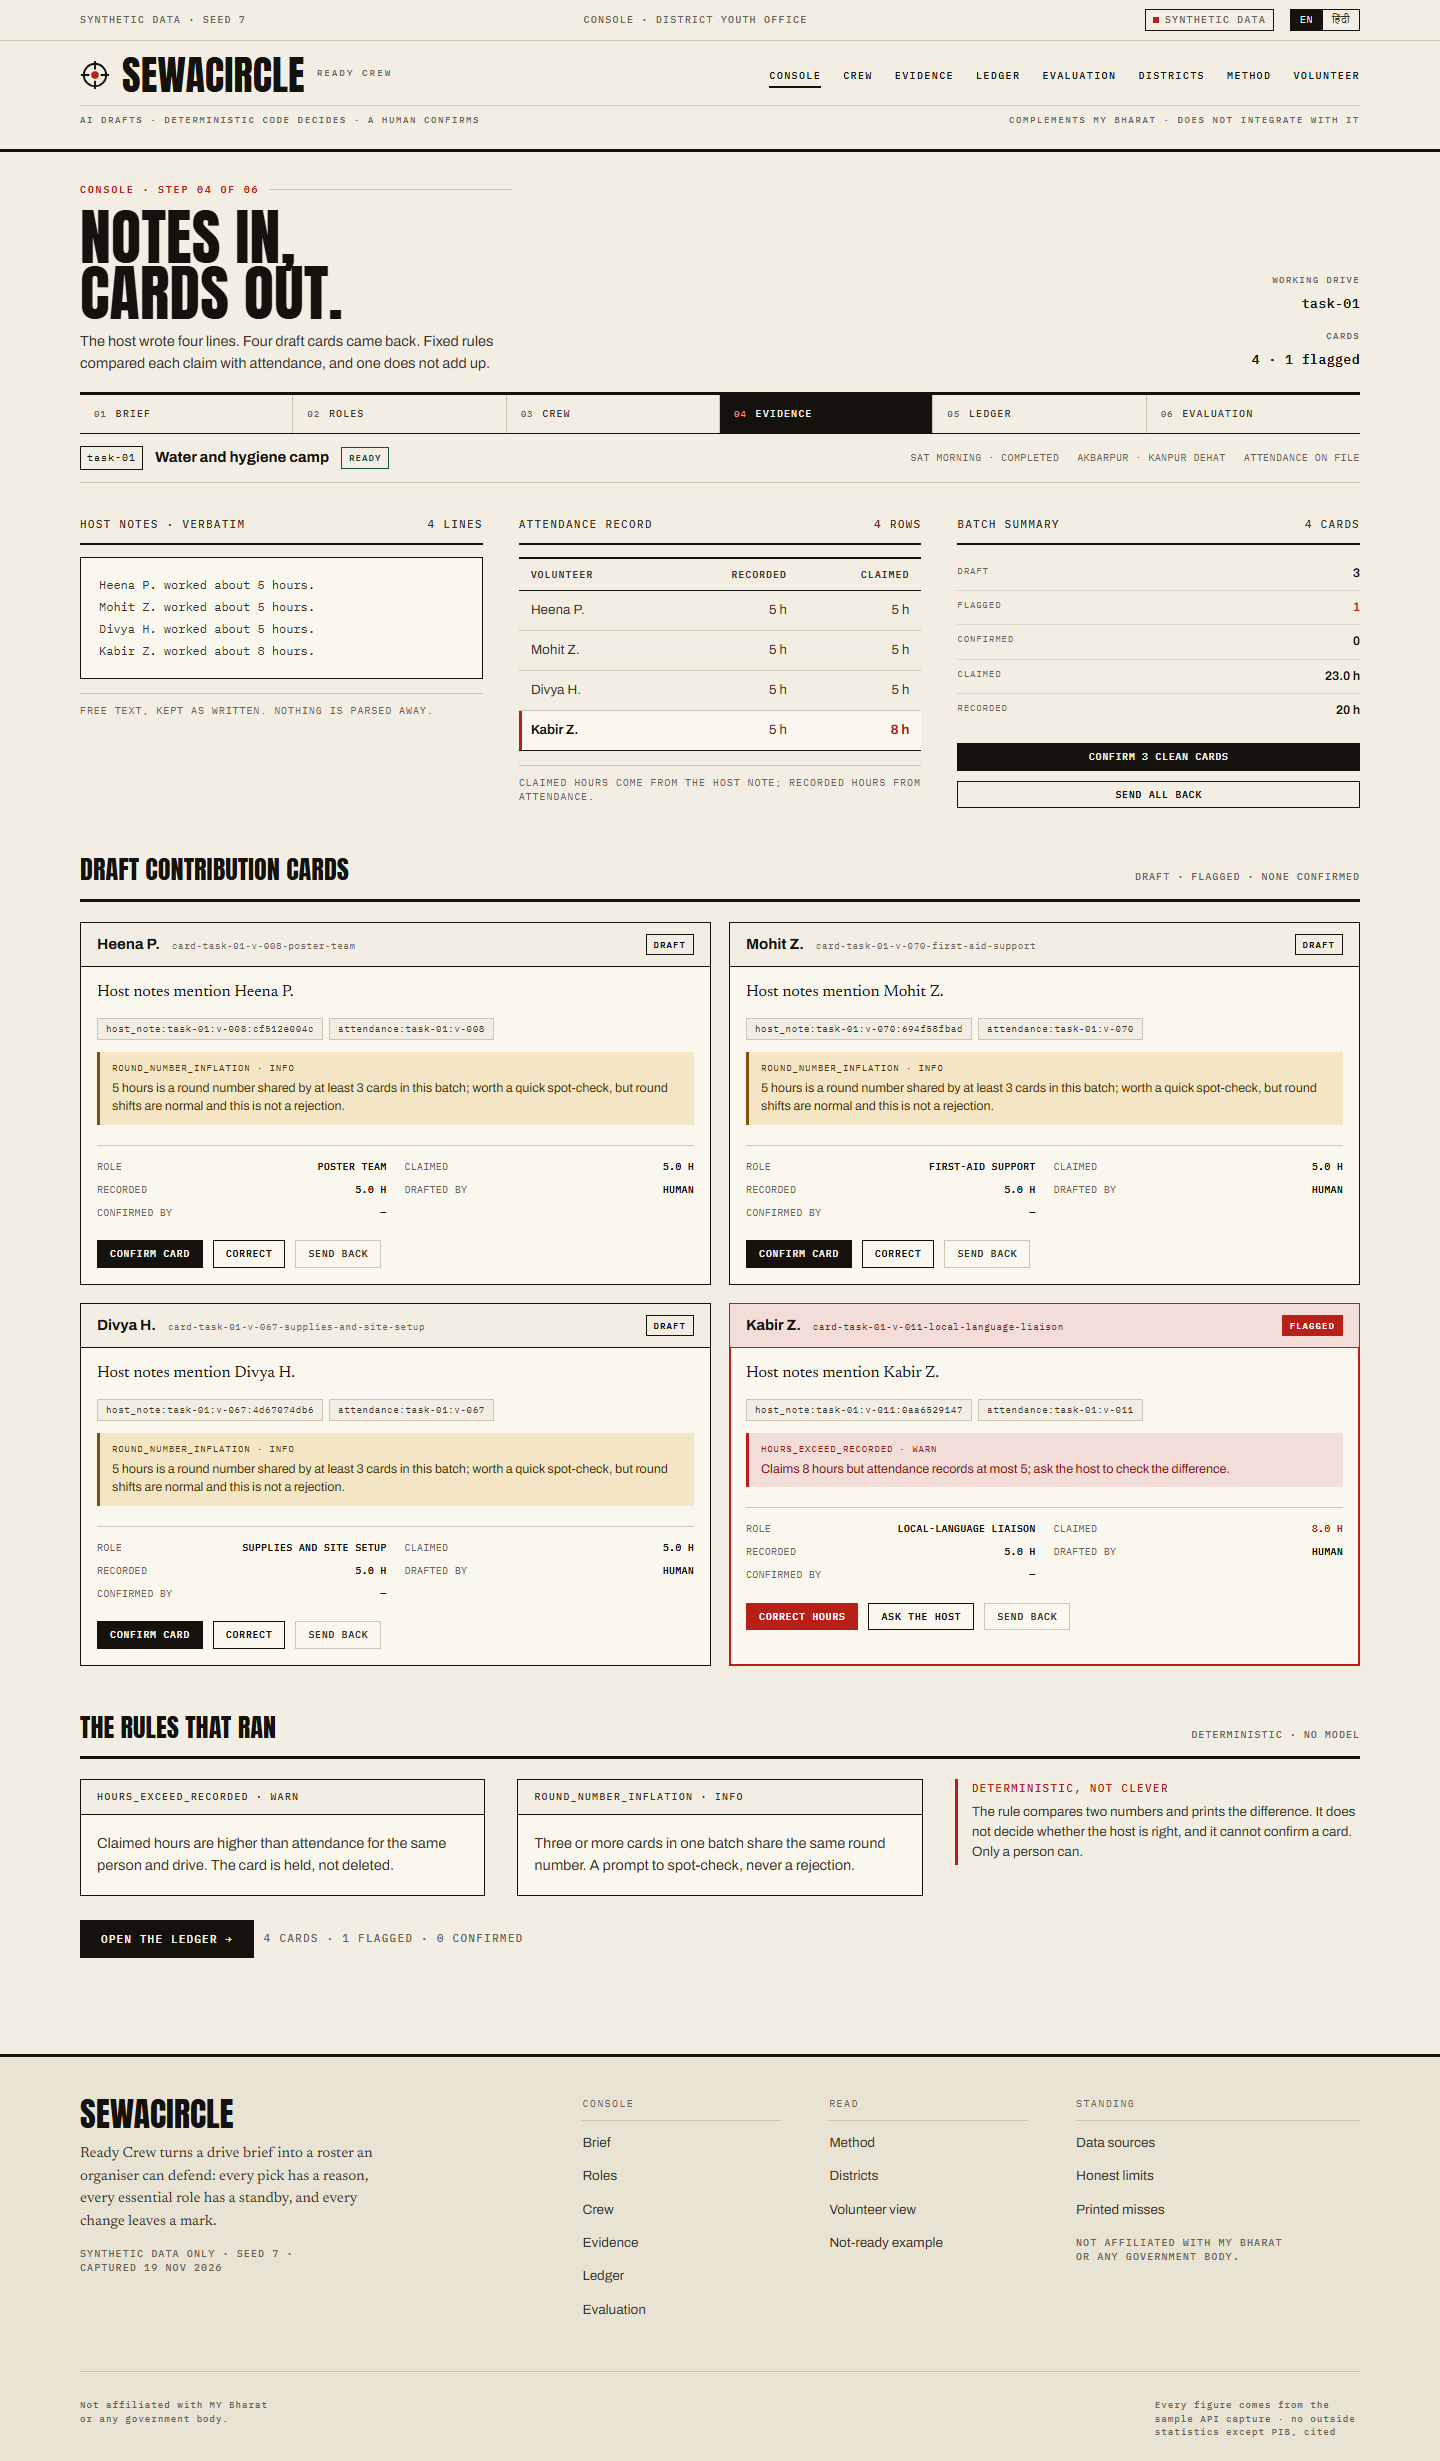 SYNTHETIC DATA · SEED 7
CONSOLE · DISTRICT YOUTH OFFICE
SYNTHETIC DATA
EN
हिंदी
SEWACIRCLE
READY CREW
CONSOLE
CREW
EVIDENCE
LEDGER
EVALUATION
DISTRICTS
METHOD
VOLUNTEER
AI DRAFTS · DETERMINISTIC CODE DECIDES · A HUMAN CONFIRMS
COMPLEMENTS MY BHARAT · DOES NOT INTEGRATE WITH IT
CONSOLE · STEP 04 OF 06
NOTES IN,
CARDS OUT.
The host wrote four lines. Four draft cards came back. Fixed rules
compared each claim with attendance, and one does not add up.
WORKING DRIVE
task-01
CARDS
4 · 1 flagged
01 BRIEF
02 ROLES
03 CREW
04 EVIDENCE
05 LEDGER
06 EVALUATION
task-01
Water and hygiene camp
READY
SAT MORNING · COMPLETED
AKBARPUR · KANPUR DEHAT
ATTENDANCE ON FILE
HOST NOTES · VERBATIM
4 LINES
Heena P. worked about 5 hours.
Mohit Z. worked about 5 hours.
Divya H. worked about 5 hours.
Kabir Z. worked about 8 hours.
FREE TEXT, KEPT AS WRITTEN. NOTHING IS PARSED AWAY.
ATTENDANCE RECORD
4 ROWS
VOLUNTEER RECORDED CLAIMED
Heena P. 5 h 5 h
Mohit Z. 5 h 5 h
Divya H. 5 h 5 h
Kabir Z. 5 h 8 h
CLAIMED HOURS COME FROM THE HOST NOTE; RECORDED HOURS FROM
ATTENDANCE.
BATCH SUMMARY
4 CARDS
DRAFT 3
FLAGGED 1
CONFIRMED 0
CLAIMED 23.0 h
RECORDED 20 h
CONFIRM 3 CLEAN CARDS
SEND ALL BACK
DRAFT CONTRIBUTION CARDS
DRAFT · FLAGGED · NONE CONFIRMED
Heena P. card-task-01-v-008-poster-team
DRAFT
Host notes mention Heena P.
host_note:task-01:v-008:cf512e004c
attendance:task-01:v-008
ROUND_NUMBER_INFLATION · INFO
5 hours is a round number shared by at least 3 cards in this batch; worth a quick spot-check, but round
shifts are normal and this is not a rejection.
ROLE POSTER TEAM CLAIMED 5.0 H
RECORDED 5.0 H DRAFTED BY HUMAN
CONFIRMED BY —
CONFIRM CARD
CORRECT
SEND BACK
Mohit Z. card-task-01-v-070-first-aid-support
DRAFT
Host notes mention Mohit Z.
host_note:task-01:v-070:694f58fbad
attendance:task-01:v-070
ROUND_NUMBER_INFLATION · INFO
5 hours is a round number shared by at least 3 cards in this batch; worth a quick spot-check, but round
shifts are normal and this is not a rejection.
ROLE FIRST-AID SUPPORT CLAIMED 5.0 H
RECORDED 5.0 H DRAFTED BY HUMAN
CONFIRMED BY —
CONFIRM CARD
CORRECT
SEND BACK
Divya H. card-task-01-v-067-supplies-and-site-setup
DRAFT
Host notes mention Divya H.
host_note:task-01:v-067:4d67074db6
attendance:task-01:v-067
ROUND_NUMBER_INFLATION · INFO
5 hours is a round number shared by at least 3 cards in this batch; worth a quick spot-check, but round
shifts are normal and this is not a rejection.
ROLE SUPPLIES AND SITE SETUP CLAIMED 5.0 H
RECORDED 5.0 H DRAFTED BY HUMAN
CONFIRMED BY —
CONFIRM CARD
CORRECT
SEND BACK
Kabir Z. card-task-01-v-011-local-language-liaison
FLAGGED
Host notes mention Kabir Z.
host_note:task-01:v-011:0aa6529147
attendance:task-01:v-011
HOURS_EXCEED_RECORDED · WARN
Claims 8 hours but attendance records at most 5; ask the host to check the difference.
ROLE LOCAL-LANGUAGE LIAISON CLAIMED 8.0 H
RECORDED 5.0 H DRAFTED BY HUMAN
CONFIRMED BY —
CORRECT HOURS
ASK THE HOST
SEND BACK
THE RULES THAT RAN
DETERMINISTIC · NO MODEL
HOURS_EXCEED_RECORDED · WARN
Claimed hours are higher than attendance for the same
person and drive. The card is held, not deleted.
ROUND_NUMBER_INFLATION · INFO
Three or more cards in one batch share the same round
number. A prompt to spot-check, never a rejection.
DETERMINISTIC, NOT CLEVER
The rule compares two numbers and prints the difference. It does
not decide whether the host is right, and it cannot confirm a card.
Only a person can.
OPEN THE LEDGER →
4 CARDS · 1 FLAGGED · 0 CONFIRMED
SEWACIRCLE
Ready Crew turns a drive brief into a roster an
organiser can defend: every pick has a reason,
every essential role has a standby, and every
change leaves a mark.
SYNTHETIC DATA ONLY · SEED 7 ·
CAPTURED 19 NOV 2026
CONSOLE
Brief
Roles
Crew
Evidence
Ledger
Evaluation
READ
Method
Districts
Volunteer view
Not-ready example
STANDING
Data sources
Honest limits
Printed misses
NOT AFFILIATED WITH MY BHARAT
OR ANY GOVERNMENT BODY.
Not affiliated with MY Bharat
or any government body.
Every figure comes from the
sample API capture · no outside
statistics except PIB, cited